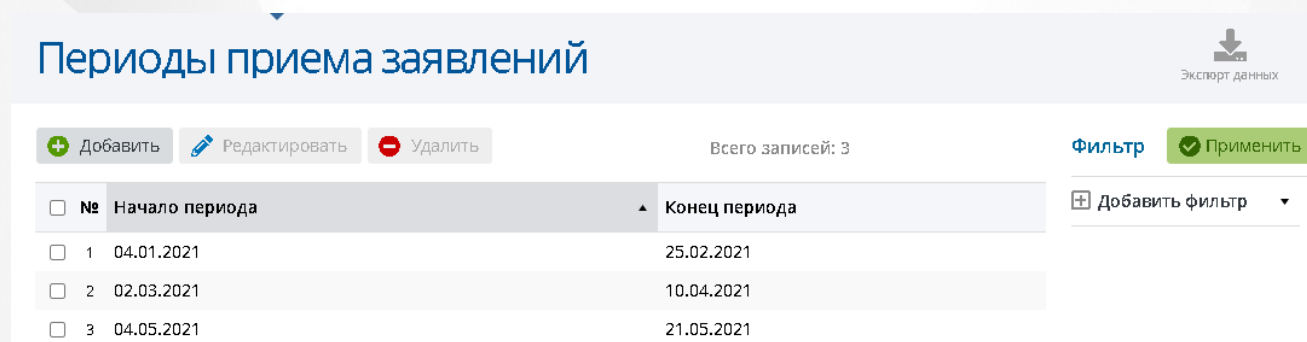 Периоды приема заявлений
Экспорт данных
Добавить Редактировать Удалить Всего записей: 3 Фильтр Применить
№ Начало периода Конец периода Добавить фильтр
1 04.01.2021 25.02.2021
2 02.03.2021 10.04.2021
3 04.05.2021 21.05.2021